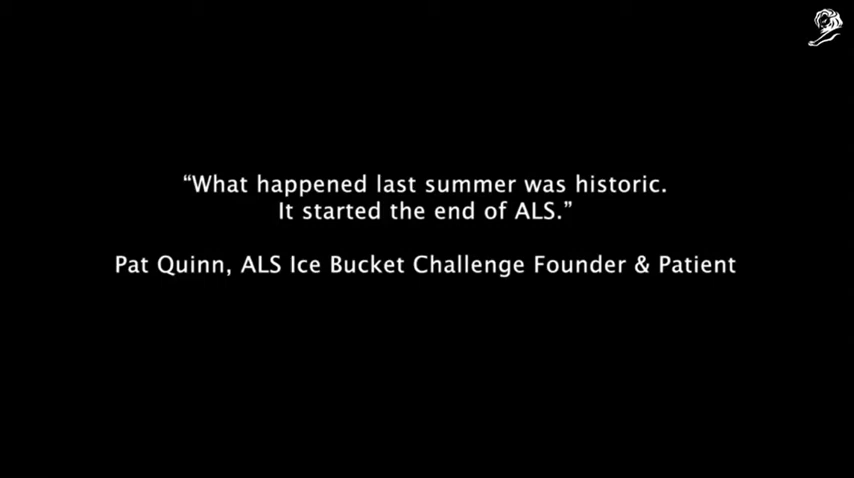 “What happened last summer was historic.
It started the end of ALS.”
Pat Quinn, ALS Ice Bucket Challenge Founder & Patient